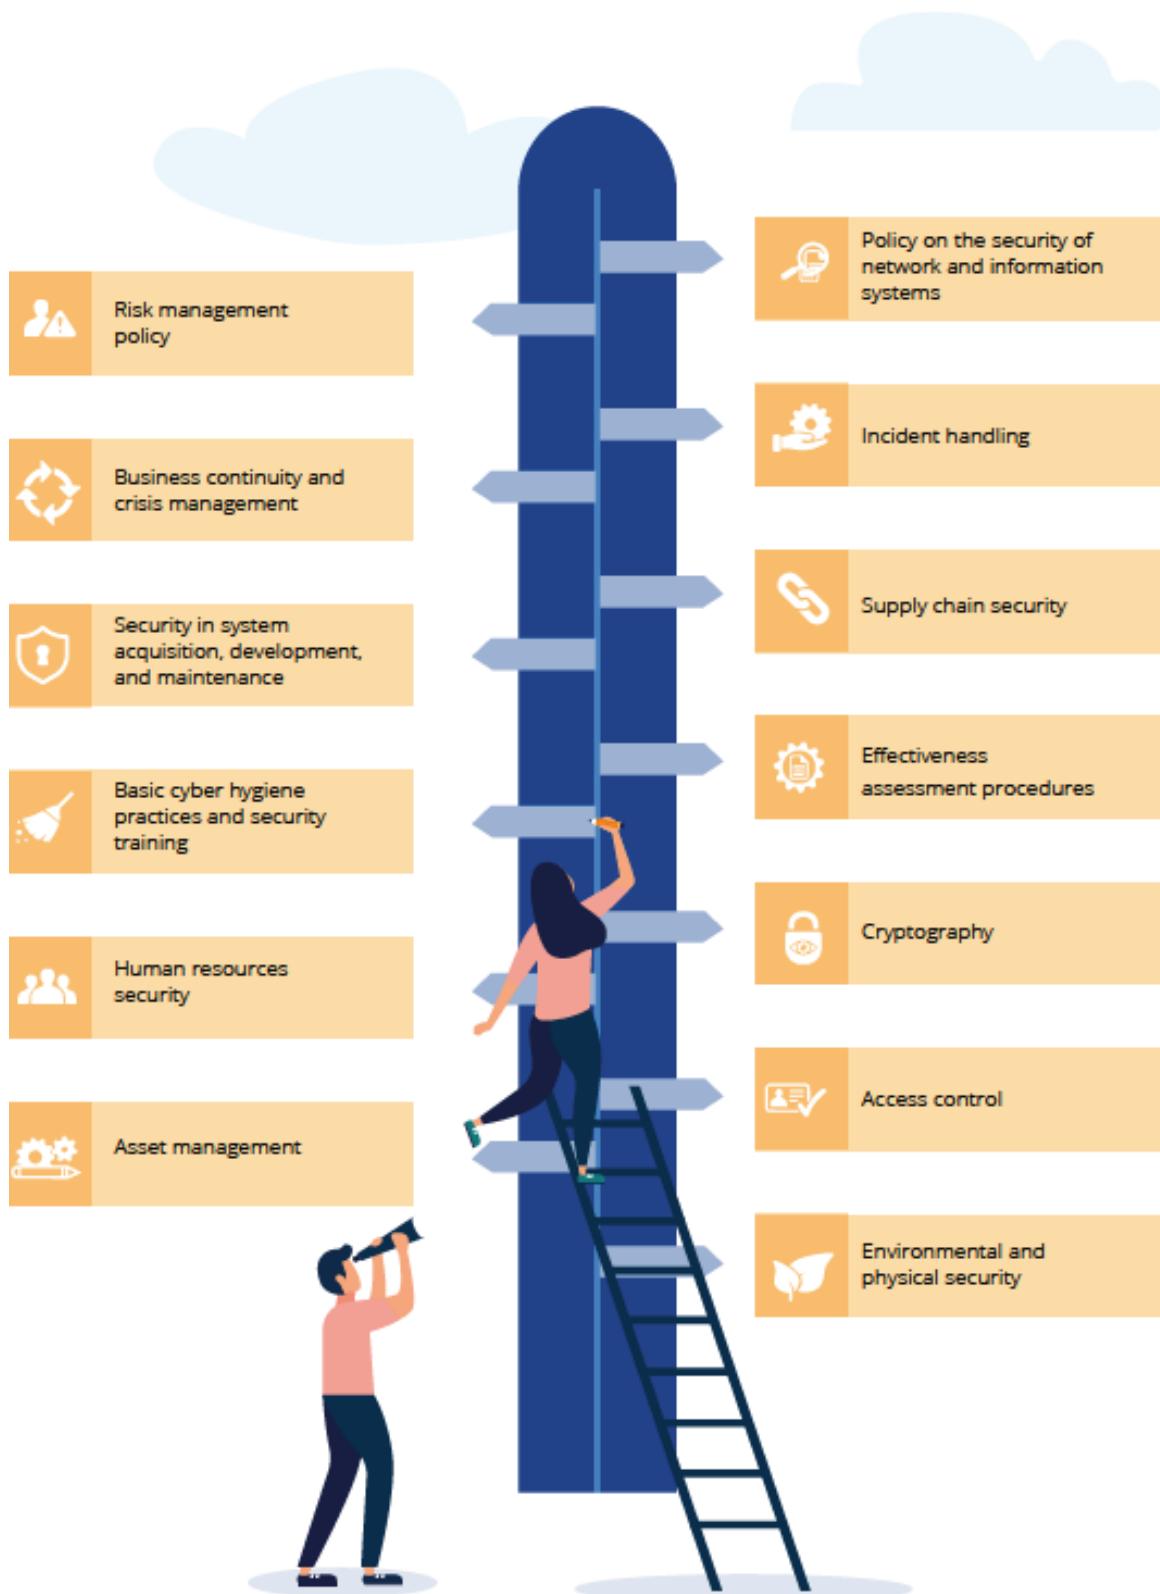 Policy on the security of
network and information
systems
Risk management
policy
Incident handling
Business continuity and
crisis management
Supply chain security
Security in system
acquisition, development,
and maintenance
Effectiveness
assessment procedures
Basic cyber hygiene
practices and security
training
Cryptography
Human resources
security
Access control
Asset management
Environmental and
physical security